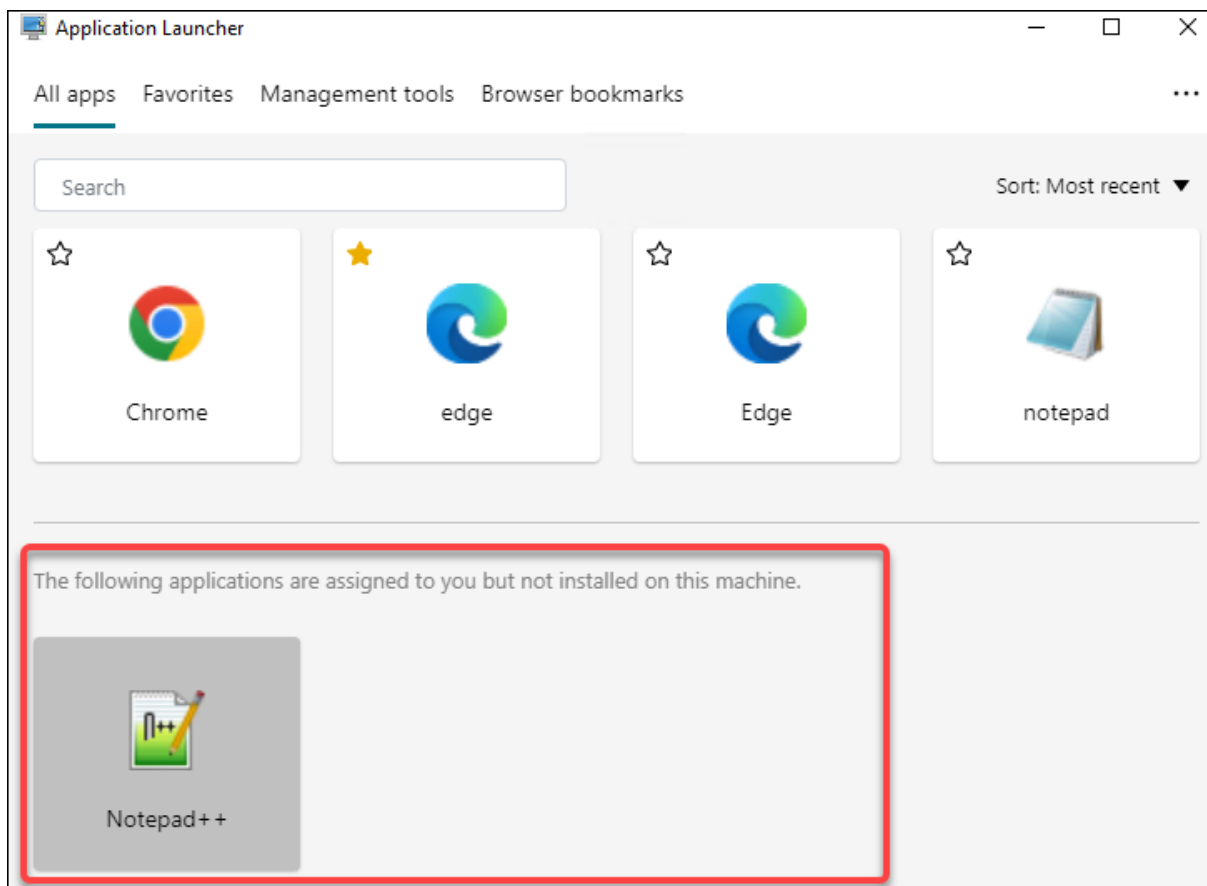 Application Launcher
All apps Favorites Management tools Browser bookmarks
Search
Sort: Most recent
Chrome
edge
Edge
notepad
The following applications are assigned to you but not installed on this machine.
n++
Notepad++